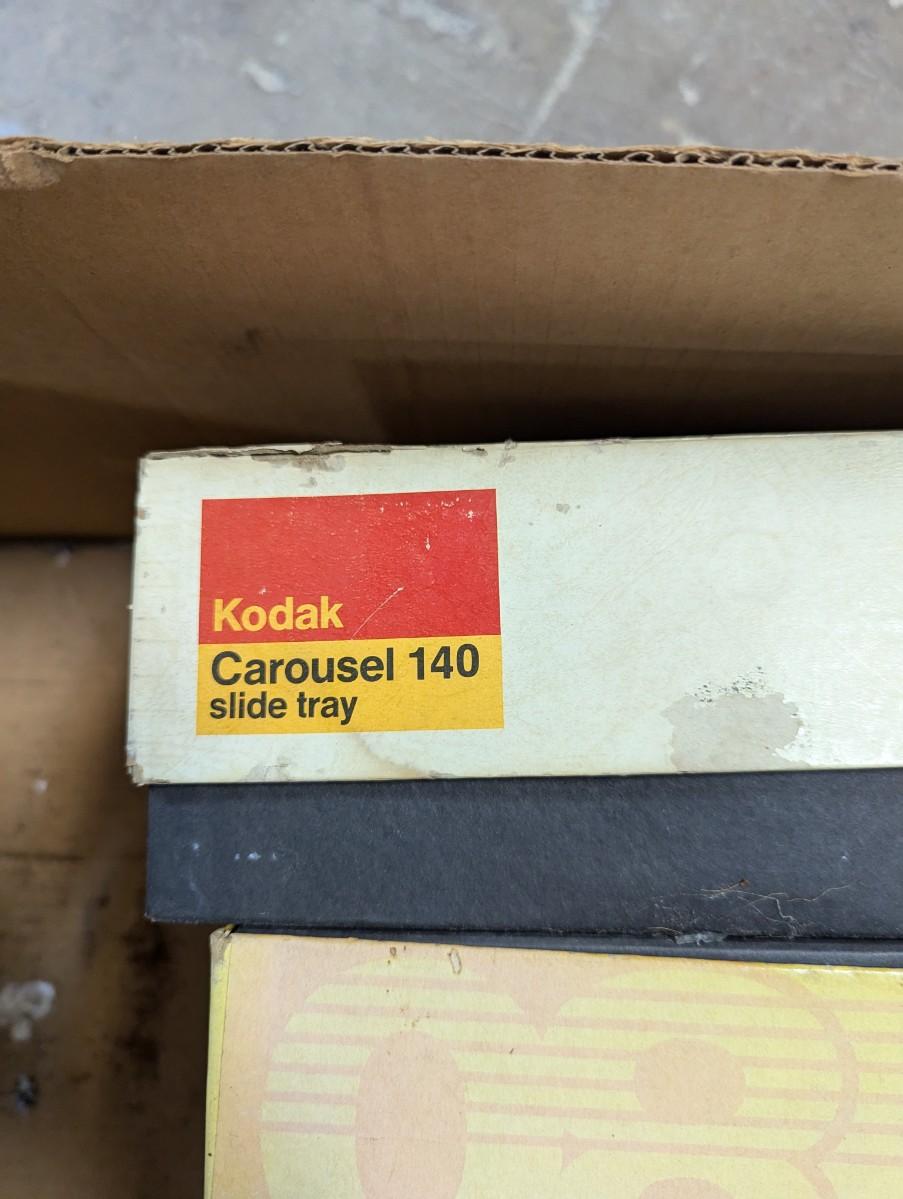 Kodak
Carousel 140
slide tray